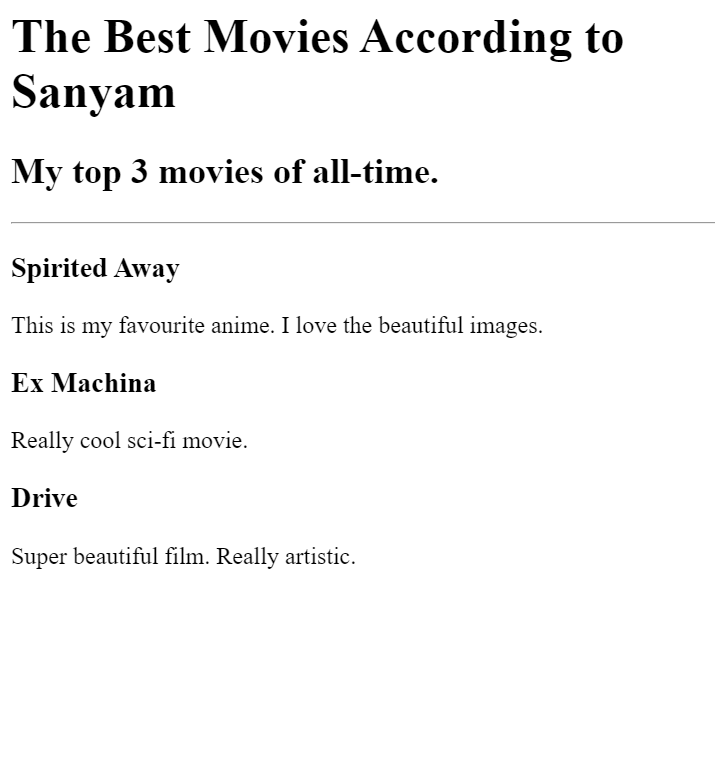 The Best Movies According to
Sanyam
My top 3 movies of all-time.
Spirited Away
This is my favourite anime. I love the beautiful images.
Ex Machina
Really cool sci-fi movie.
Drive
Super beautiful film. Really artistic.